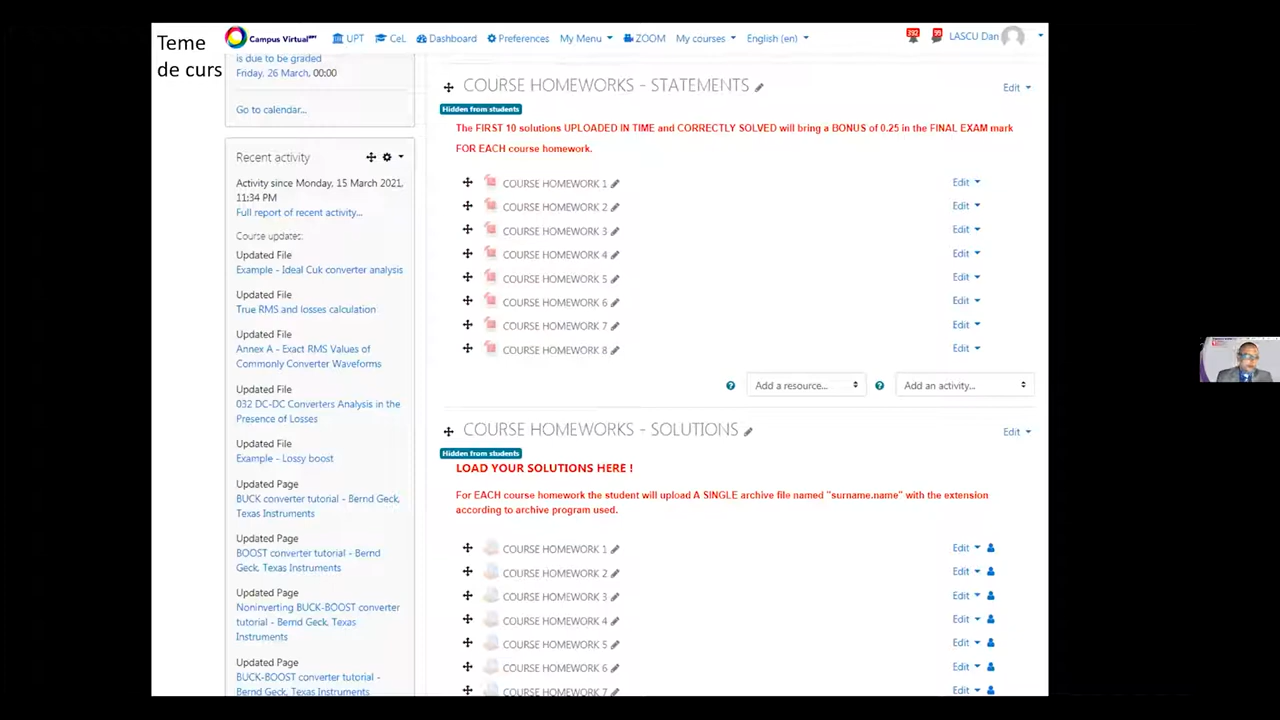 Teme
de curs
Campus Virtual UPT
UPT
CeL
Dashboard
Preferences
My Menu
ZOOM
My courses
English (en)
392
99
LASCU Dan
is due to be graded
Friday, 26 March, 00:00
Go to calendar...
Recent activity
Activity since Monday, 15 March 2021,
11:34 PM
Full report of recent activity...
Course updates:
Updated File
Example - Ideal Cuk converter analysis
Updated File
True RMS and losses calculation
Updated File
Annex A - Exact RMS Values of
Commonly Converter Waveforms
Updated File
032 DC-DC Converters Analysis in the
Presence of Losses
Updated File
Example - Lossy boost
Updated Page
BUCK converter tutorial - Bernd Geck,
Texas Instruments
Updated Page
BOOST converter tutorial - Bernd
Geck, Texas Instruments
Updated Page
Noninverting BUCK-BOOST converter
tutorial - Bernd Geck, Texas
Instruments
Updated Page
BUCK-BOOST converter tutorial -
Bernd Geck, Texas Instruments
COURSE HOMEWORKS - STATEMENTS
Edit
Hidden from students
The FIRST 10 solutions UPLOADED IN TIME and CORRECTLY SOLVED will bring a BONUS of 0.25 in the FINAL EXAM mark
FOR EACH course homework.
COURSE HOMEWORK 1 Edit
COURSE HOMEWORK 2 Edit
COURSE HOMEWORK 3 Edit
COURSE HOMEWORK 4 Edit
COURSE HOMEWORK 5 Edit
COURSE HOMEWORK 6 Edit
COURSE HOMEWORK 7 Edit
COURSE HOMEWORK 8 Edit
Add a resource... Add an activity...
COURSE HOMEWORKS - SOLUTIONS
Edit
Hidden from students
LOAD YOUR SOLUTIONS HERE !
For EACH course homework the student will upload A SINGLE archive file named "surname.name" with the extension
according to archive program used.
COURSE HOMEWORK 1 Edit
COURSE HOMEWORK 2 Edit
COURSE HOMEWORK 3 Edit
COURSE HOMEWORK 4 Edit
COURSE HOMEWORK 5 Edit
COURSE HOMEWORK 6 Edit
COURSE HOMEWORK 7 Edit